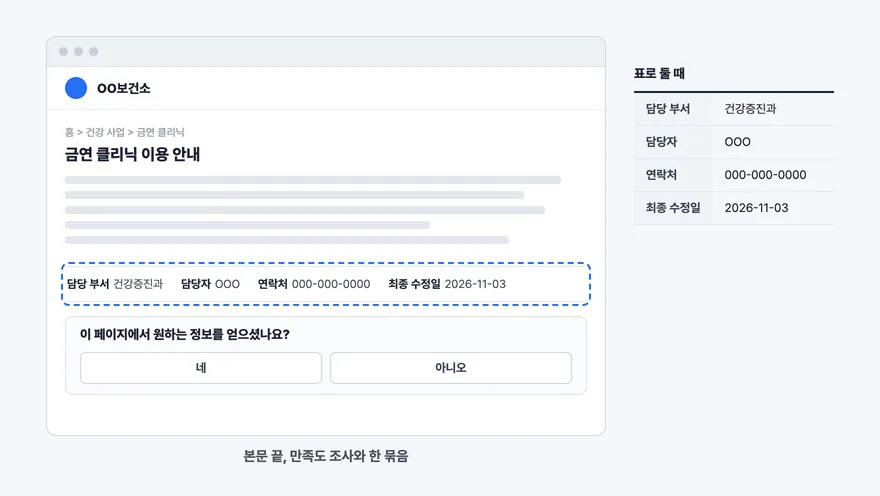 OO보건소
홈 > 건강 사업 > 금연 클리닉
금연 클리닉 이용 안내
담당 부서 건강증진과 담당자 OOO 연락처 000-000-0000 최종 수정일 2026-11-03
이 페이지에서 원하는 정보를 얻으셨나요?
네 아니오
본문 끝, 만족도 조사와 한 묶음
표로 둘 때
담당 부서 건강증진과
담당자 OOO
연락처 000-000-0000
최종 수정일 2026-11-03